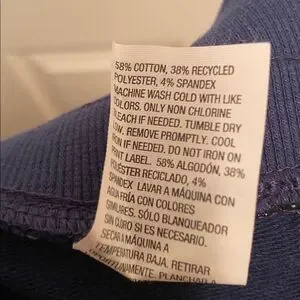 58% COTTON, 38% RECYCLED
POLYESTER, 4% SPANDEX
MACHINE WASH COLD WITH LIKE
COLORS. ONLY NON CHLORINE
BLEACH IF NEEDED. TUMBLE DRY
LOW. REMOVE PROMPTLY. COOL
IRON IF NEEDED. DO NOT IRON ON
PRINT LABEL. 58% ALGODÓN, 38%
POLIÉSTER RECICLADO, 4%
SPANDEX LAVAR A MÁQUINA CON
AGUA FRÍA CON COLORES
SIMILARES. SÓLO BLANQUEADOR
SIN CLORO SI ES NECESARIO.
SECAR A MÁQUINA A
TEMPERATURA BAJA. RETIRAR
PLANCHAR A